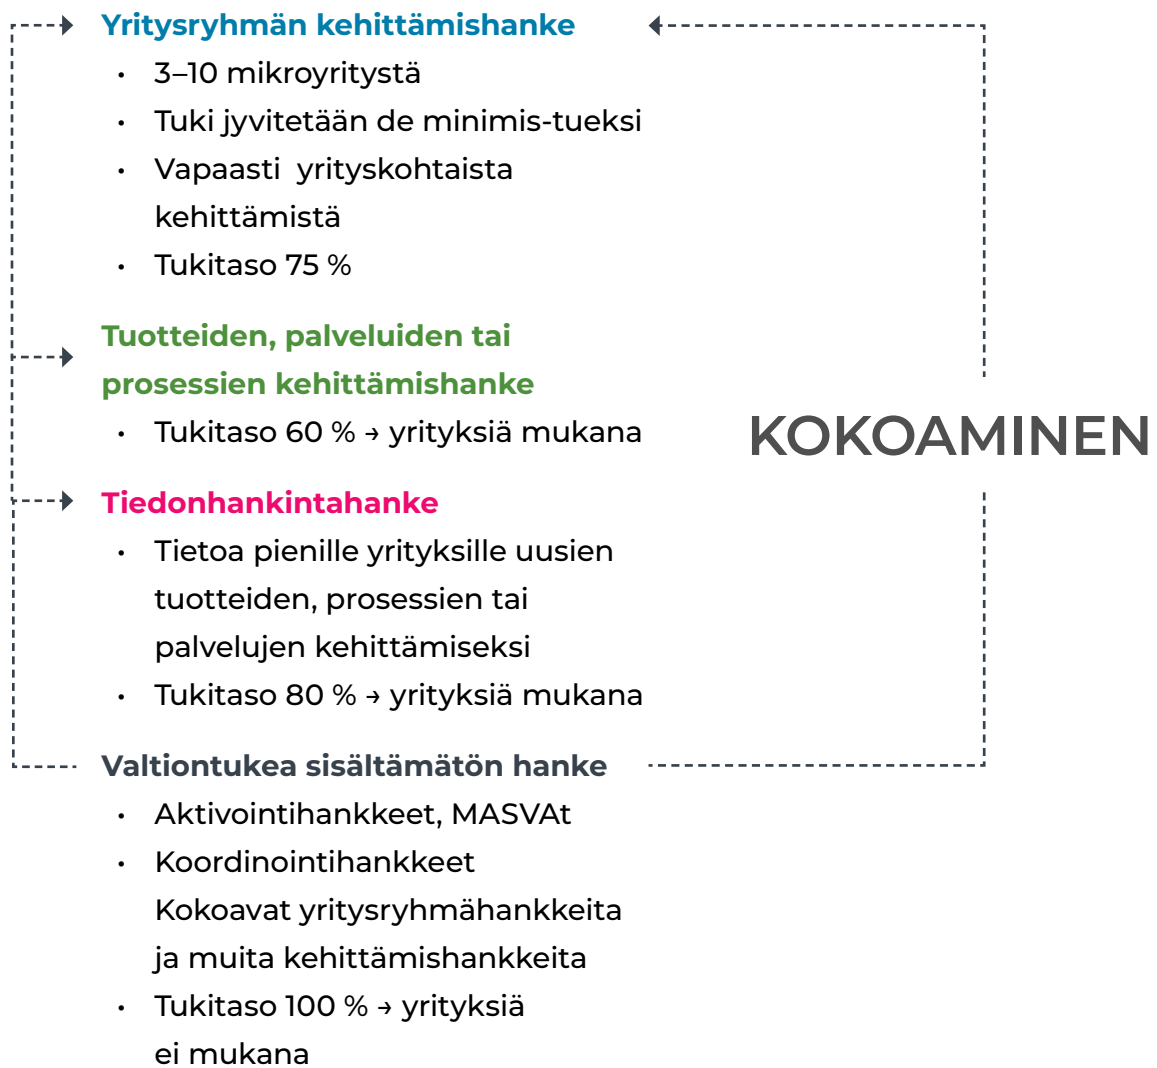 Yritysryhmän kehittämishanke
• 3–10 mikroyritystä
• Tuki jyvitetään de minimis-tueksi
• Vapaasti yrityskohtaista
kehittämistä
• Tukitaso 75 %
Tuotteiden, palveluiden tai
prosessien kehittämishanke
• Tukitaso 60 % → yrityksiä mukana
KOKOAMINEN
Tiedonhankintahanke
• Tietoa pienille yrityksille uusien
tuotteiden, prosessien tai
palvelujen kehittämiseksi
• Tukitaso 80 % → yrityksiä mukana
Valtiontukea sisältämätön hanke
• Aktivointihankkeet, MASVAt
• Koordinointihankkeet
Kokoavat yritysryhmähankkeita
ja muita kehittämishankkeita
• Tukitaso 100 % → yrityksiä
ei mukana